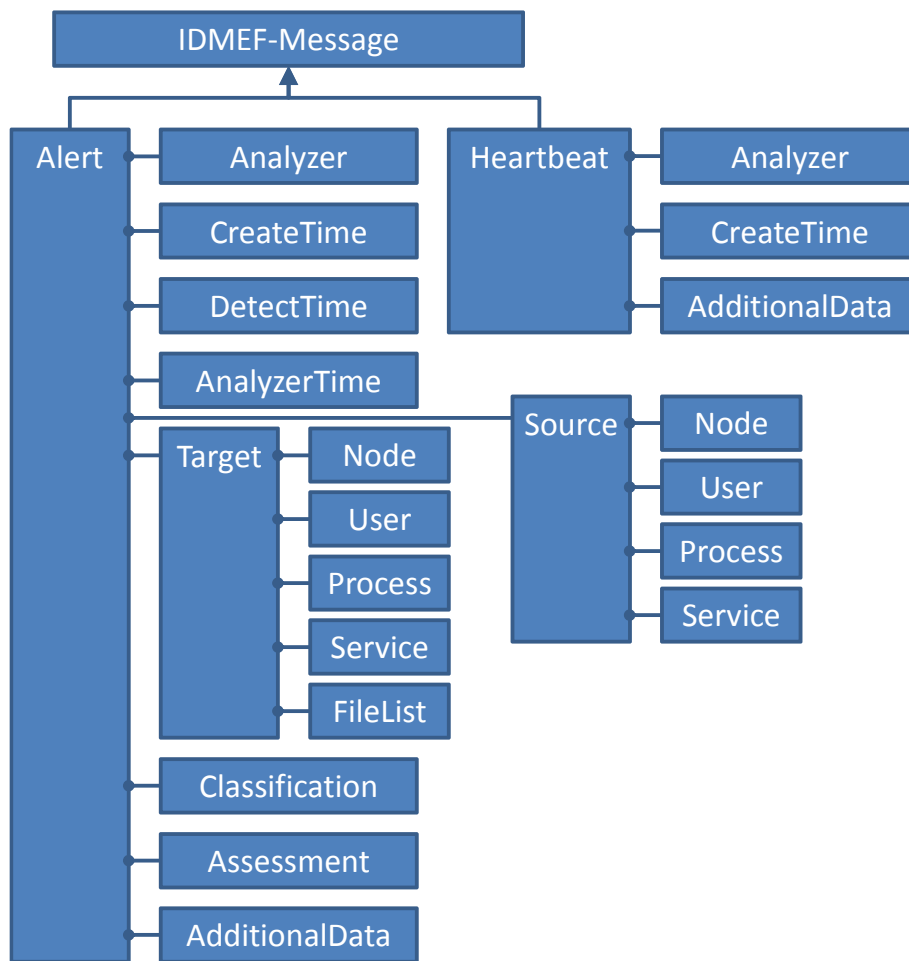 IDMEF-Message
Alert
Analyzer
Heartbeat
Analyzer
CreateTime
CreateTime
DetectTime
AdditionalData
AnalyzerTime
Source
Node
Target
Node
User
User
Process
Process
Service
Service
FileList
Classification
Assessment
AdditionalData